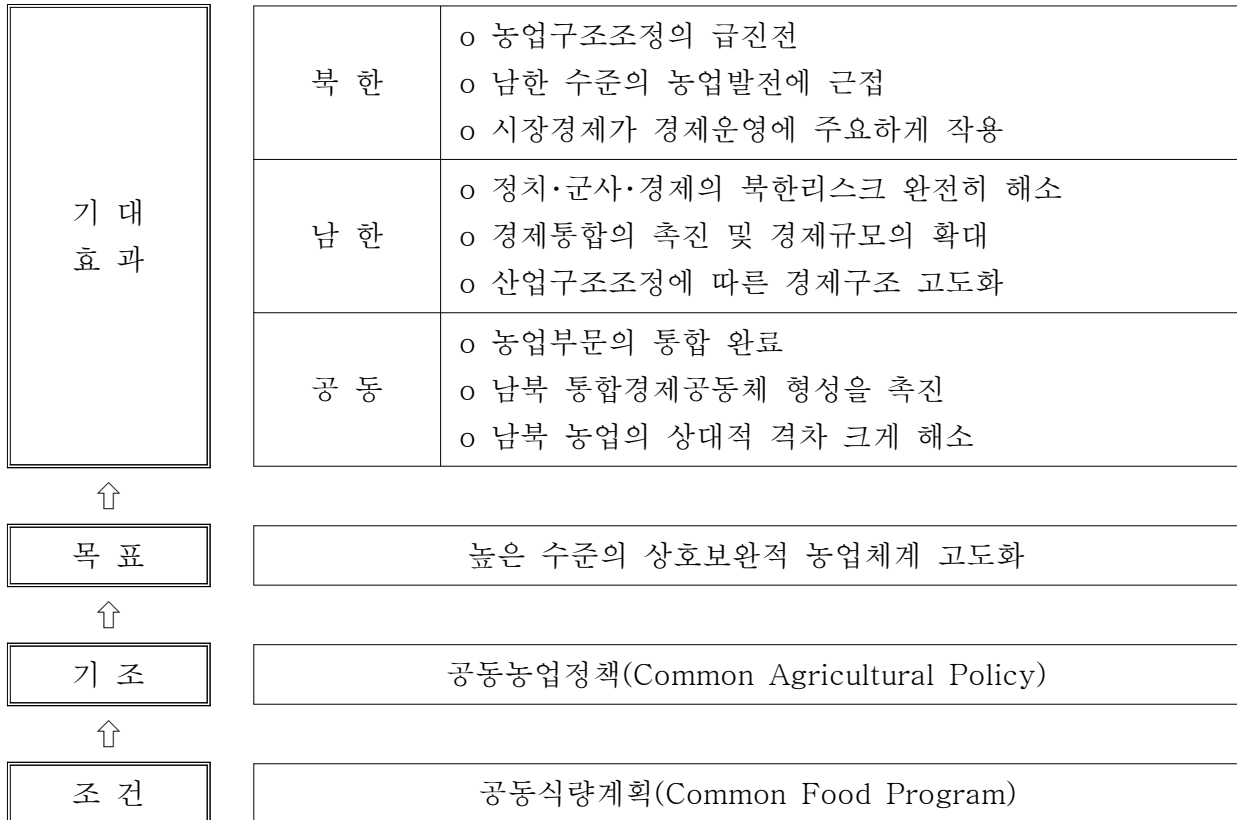 기 대
효 과
북 한
o 농업구조조정의 급진전
o 남한 수준의 농업발전에 근접
o 시장경제가 경제운영에 주요하게 작용
남 한
o 정치·군사·경제의 북한리스크 완전히 해소
o 경제통합의 촉진 및 경제규모의 확대
o 산업구조조정에 따른 경제구조 고도화
공 동
o 농업부문의 통합 완료
o 남북 통합경제공동체 형성을 촉진
o 남북 농업의 상대적 격차 크게 해소
⇧
목 표
높은 수준의 상호보완적 농업체계 고도화
⇧
기 조
공동농업정책(Common Agricultural Policy)
⇧
조 건
공동식량계획(Common Food Program)